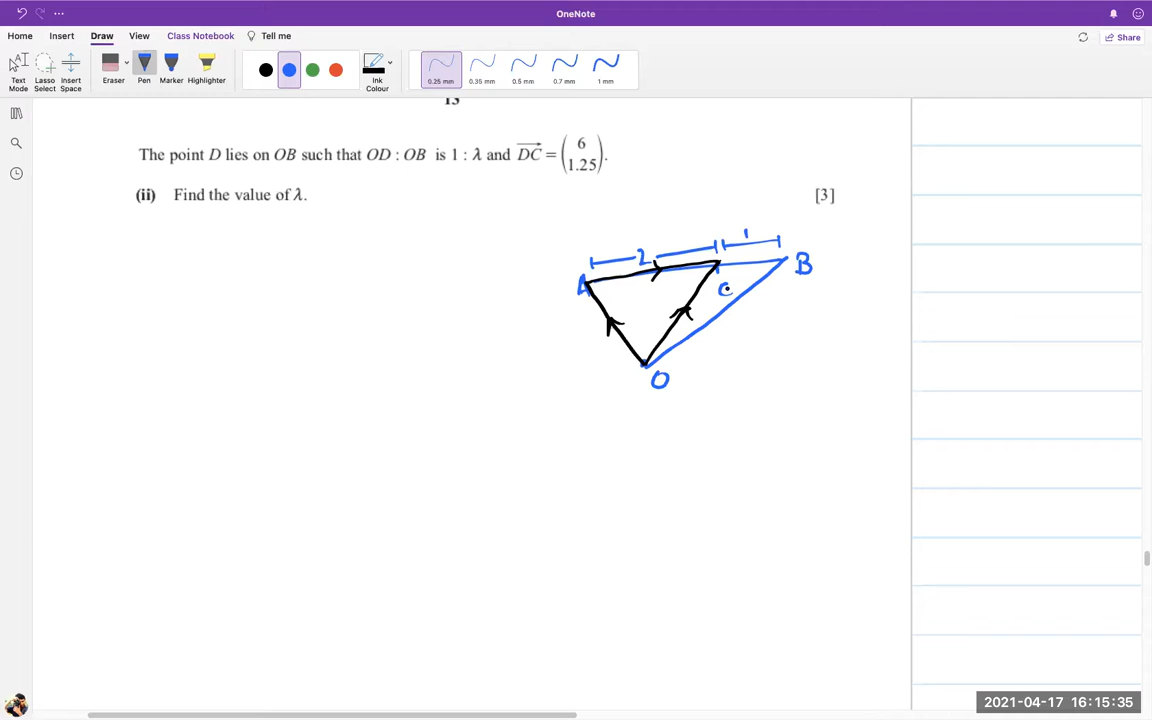 OneNote
Home Insert Draw View Class Notebook Tell me
Share
Text Mode
Lasso Select
Insert Space
Eraser
Pen
Marker
Highlighter
Ink Colour
0.25 mm
0.35 mm
0.5 mm
0.7 mm
1 mm
13
The point D lies on OB such that OD : OB is 1 : λ and DC = (6 1.25).
(ii) Find the value of λ. [3]
2
1
A
B
C
O
2021-04-17 16:15:35